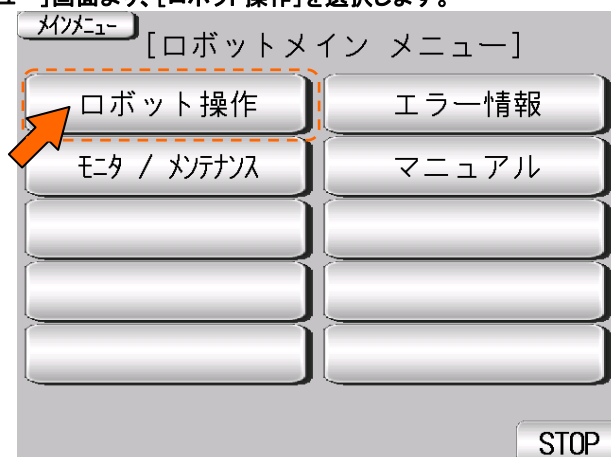 ュー]画面より、[ロボット操作]を選択します。
メインメニュー
[ロボットメイン メニュー]
ロボット操作 エラー情報
モニタ / メンテナンス マニュアル
STOP